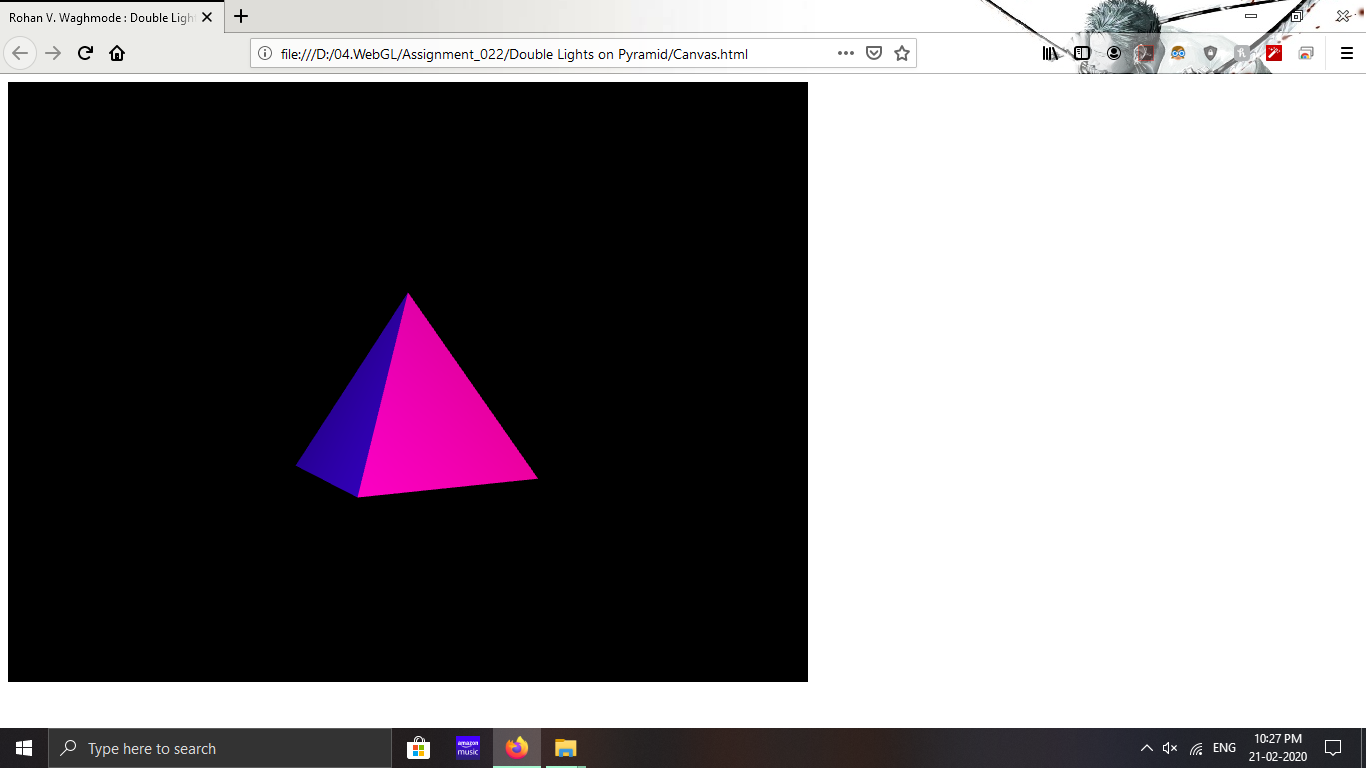 Rohan V. Waghmode : Double Ligh
file:///D:/04.WebGL/Assignment_022/Double Lights on Pyramid/Canvas.html
Type here to search
amazon
music
ENG
10:27 PM
21-02-2020